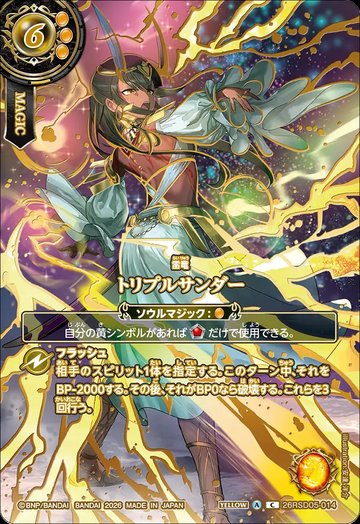 6
MAGIC
雷竜
トリプルサンダー
ソウルマジック:
自分の黄シンボルがあれば だけで使用できる。
フラッシュ
相手のスピリット1体を指定する。このターン中、それを
BP-2000する。その後、それがBP0なら破壊する。これらを3
回行う。
©BNP/BANDAI BANDAI 2026 MADE IN JAPAN
YELLOW A C 26RSD05-014